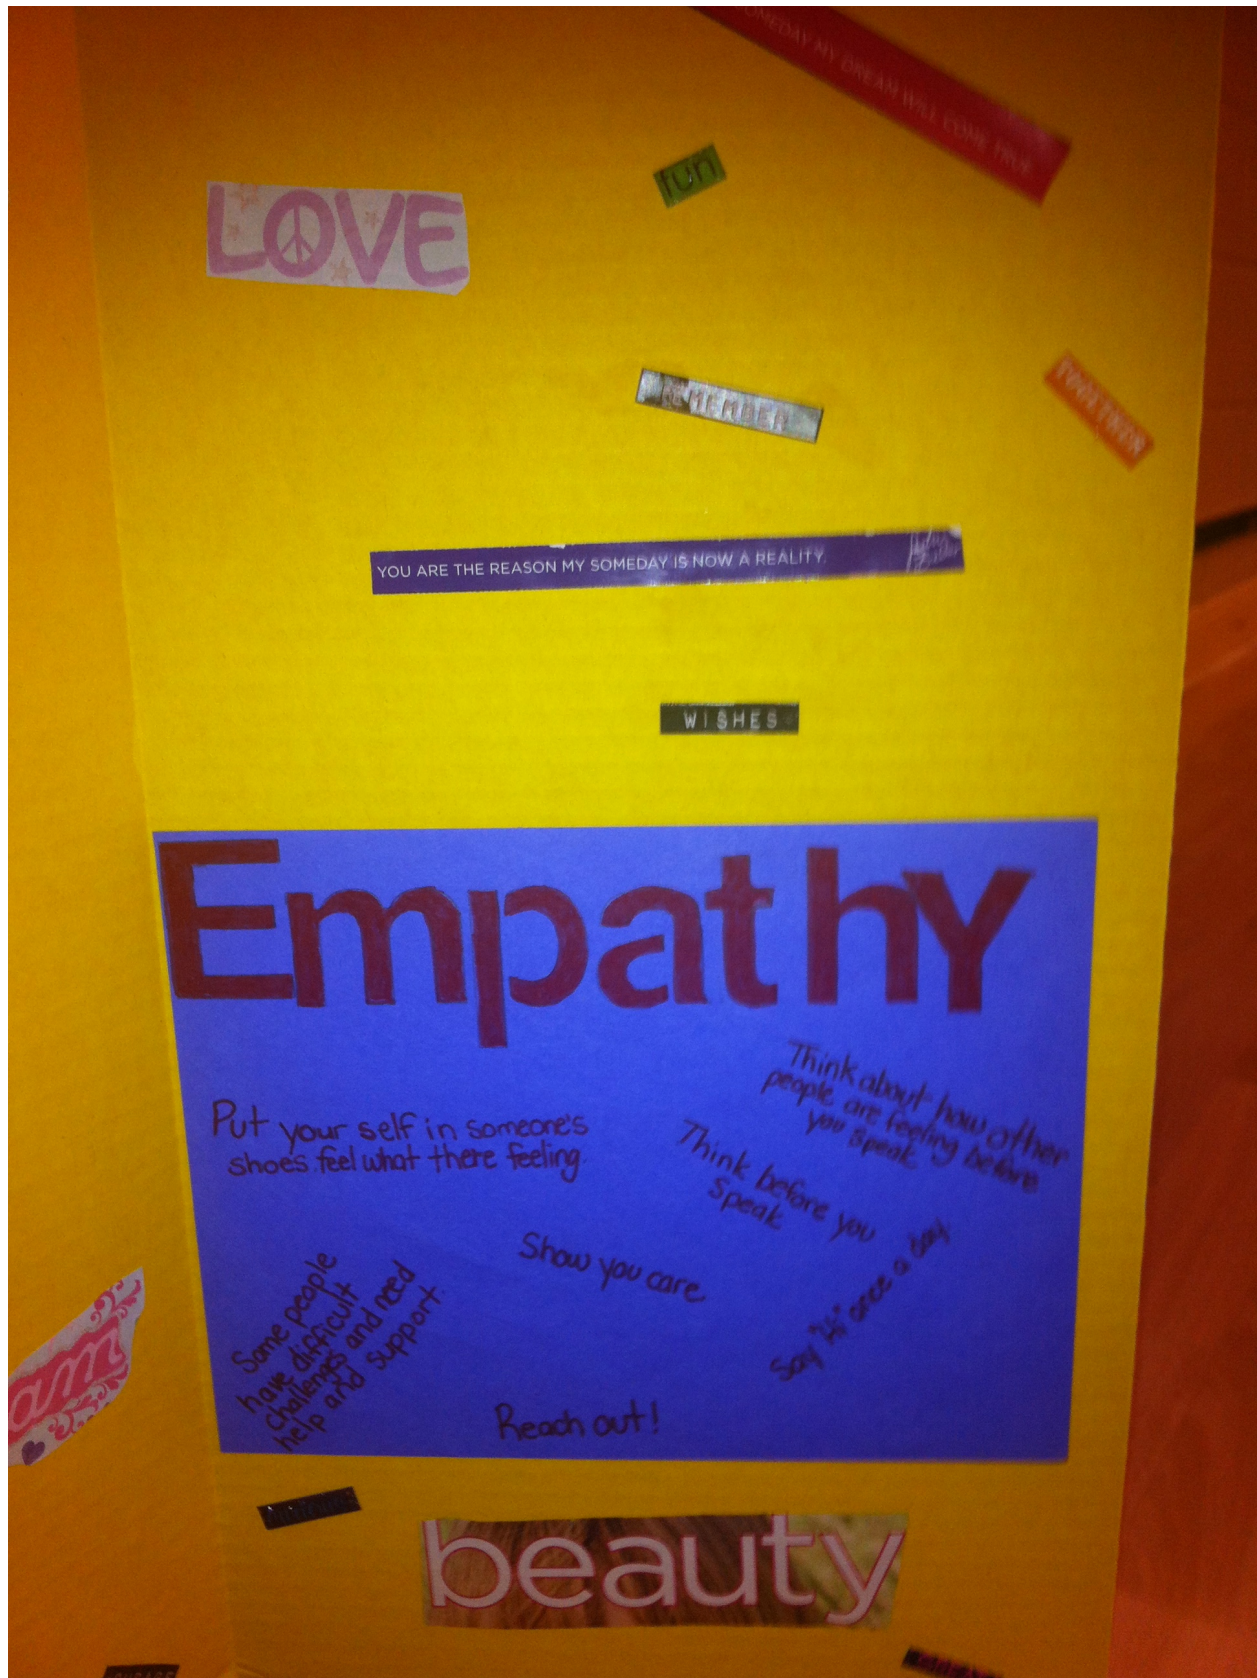 SOMEDAY MY DREAM WILL COME TRUE
fun
LOVE
REMEMBER
TOGETHER
YOU ARE THE REASON MY SOMEDAY IS NOW A REALITY.
WISHES
Empathy
Think about how other
people are feeling before
you speak
Put your self in someone's
shoes feel what there feeling.
Think before you
Speak
Show you care
Say "Hi" once a day
Some people
have difficult
challenges and need
help and support.
Reach out!
am
beauty